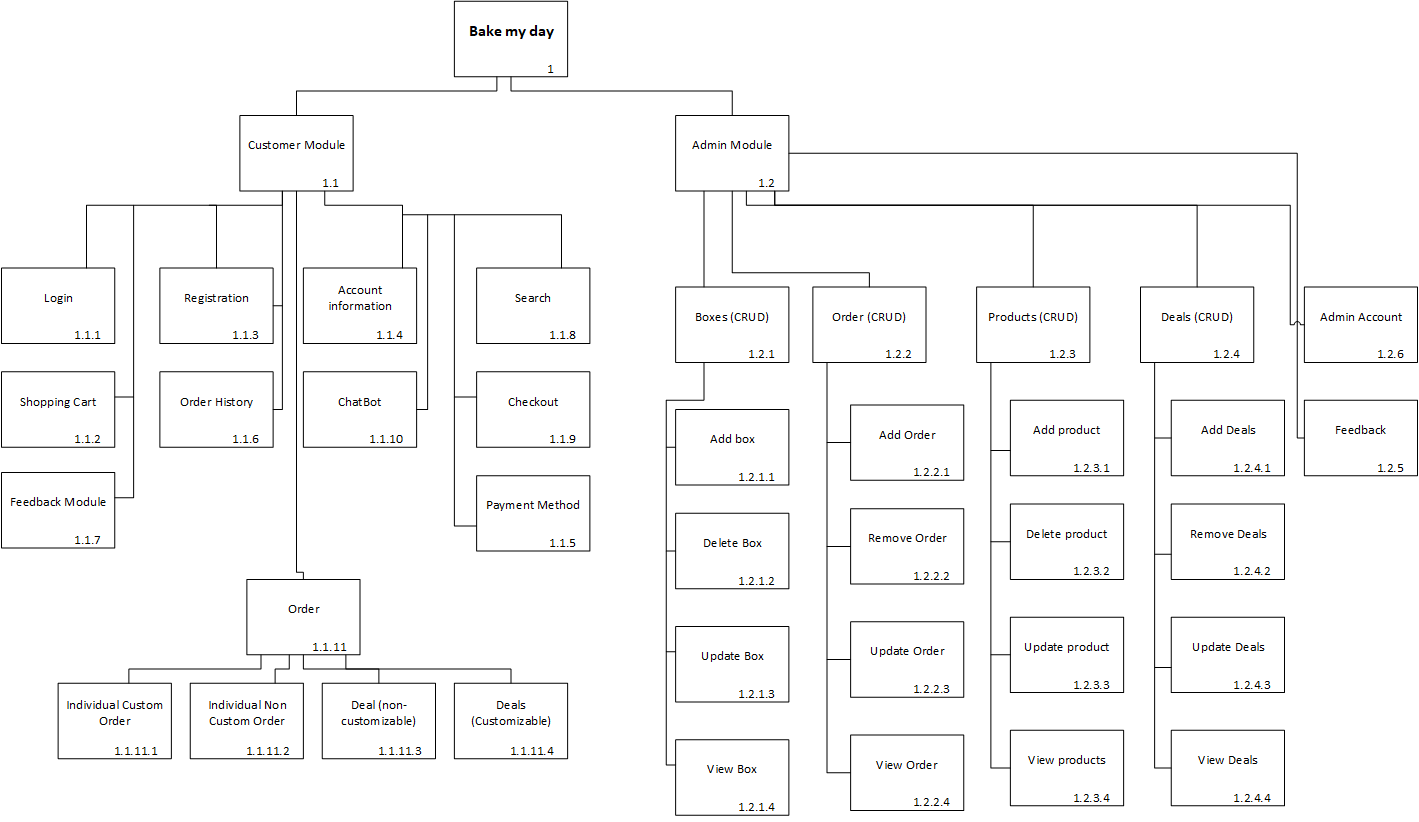 Bake my day
1
Customer Module
1.1
Admin Module
1.2
Login
1.1.1
Registration
1.1.3
Account
information
1.1.4
Search
1.1.8
Shopping Cart
1.1.2
Order History
1.1.6
ChatBot
1.1.10
Checkout
1.1.9
Feedback Module
1.1.7
Payment Method
1.1.5
Order
1.1.11
Individual Custom
Order
1.1.11.1
Individual Non
Custom Order
1.1.11.2
Deal (non-
customizable)
1.1.11.3
Deals
(Customizable)
1.1.11.4
Boxes (CRUD)
1.2.1
Order (CRUD)
1.2.2
Products (CRUD)
1.2.3
Deals (CRUD)
1.2.4
Admin Account
1.2.6
Add box
1.2.1.1
Add Order
1.2.2.1
Add product
1.2.3.1
Add Deals
1.2.4.1
Feedback
1.2.5
Delete Box
1.2.1.2
Remove Order
1.2.2.2
Delete product
1.2.3.2
Remove Deals
1.2.4.2
Update Box
1.2.1.3
Update Order
1.2.2.3
Update product
1.2.3.3
Update Deals
1.2.4.3
View Box
1.2.1.4
View Order
1.2.2.4
View products
1.2.3.4
View Deals
1.2.4.4